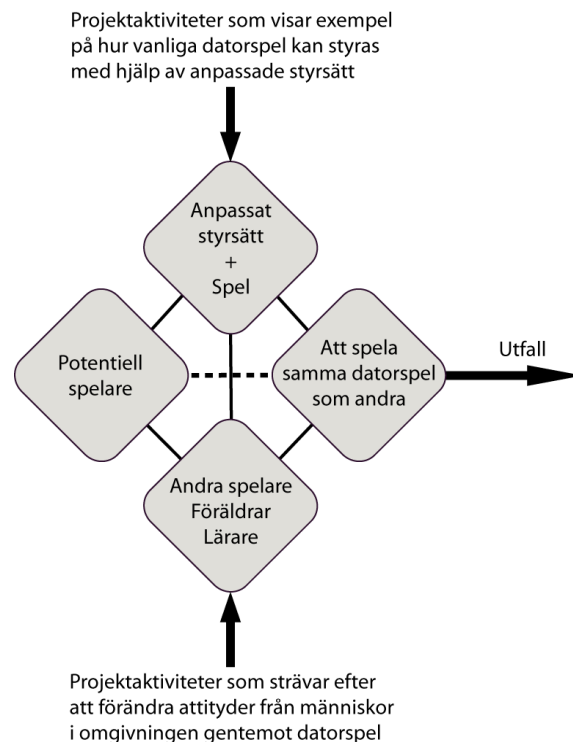 Projektaktiviteter som visar exempel
på hur vanliga datorspel kan styras
med hjälp av anpassade styrsätt
Anpassat
styrsätt
+
Spel
Potentiell
spelare
Att spela
samma datorspel
som andra
Utfall
Andra spelare
Föräldrar
Lärare
Projektaktiviteter som strävar efter
att förändra attityder från människor
i omgivningen gentemot datorspel